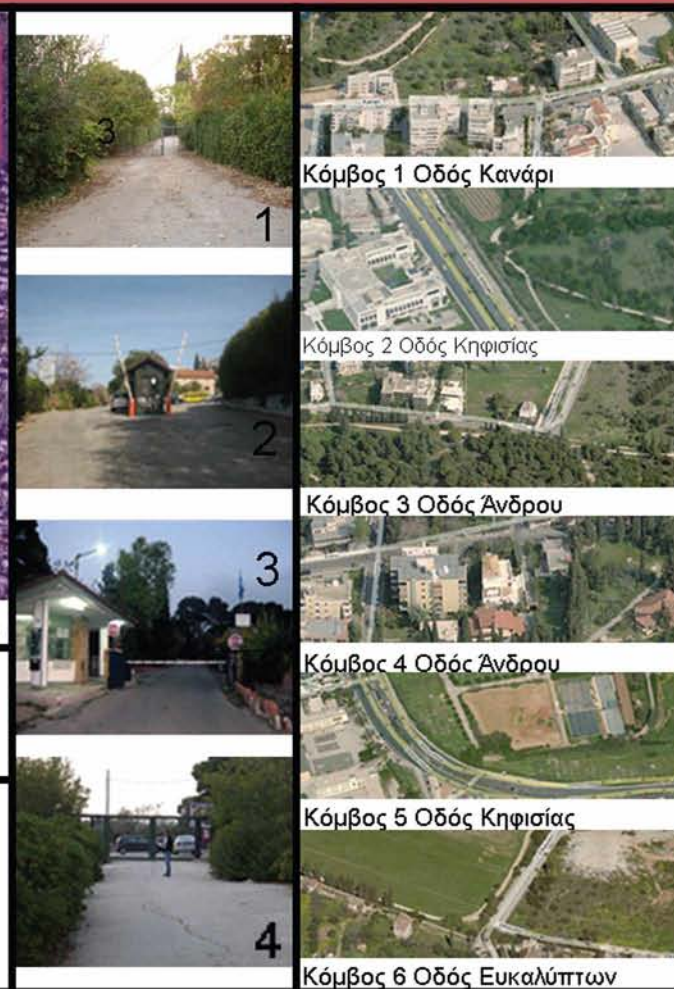 3
1
2
3
4
Κόμβος 1 Οδός Κανάρι
Κόμβος 2 Οδός Κηφισίας
Κόμβος 3 Οδός Άνδρου
Κόμβος 4 Οδός Άνδρου
Κόμβος 5 Οδός Κηφισίας
Κόμβος 6 Οδός Ευκαλύπτων